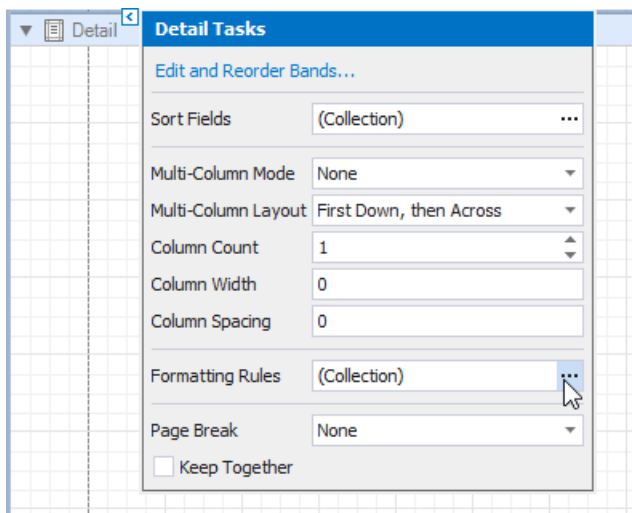 Detail
Detail Tasks
Edit and Reorder Bands...
Sort Fields (Collection) ...
Multi-Column Mode None
Multi-Column Layout First Down, then Across
Column Count 1
Column Width 0
Column Spacing 0
Formatting Rules (Collection) ...
Page Break None
Keep Together